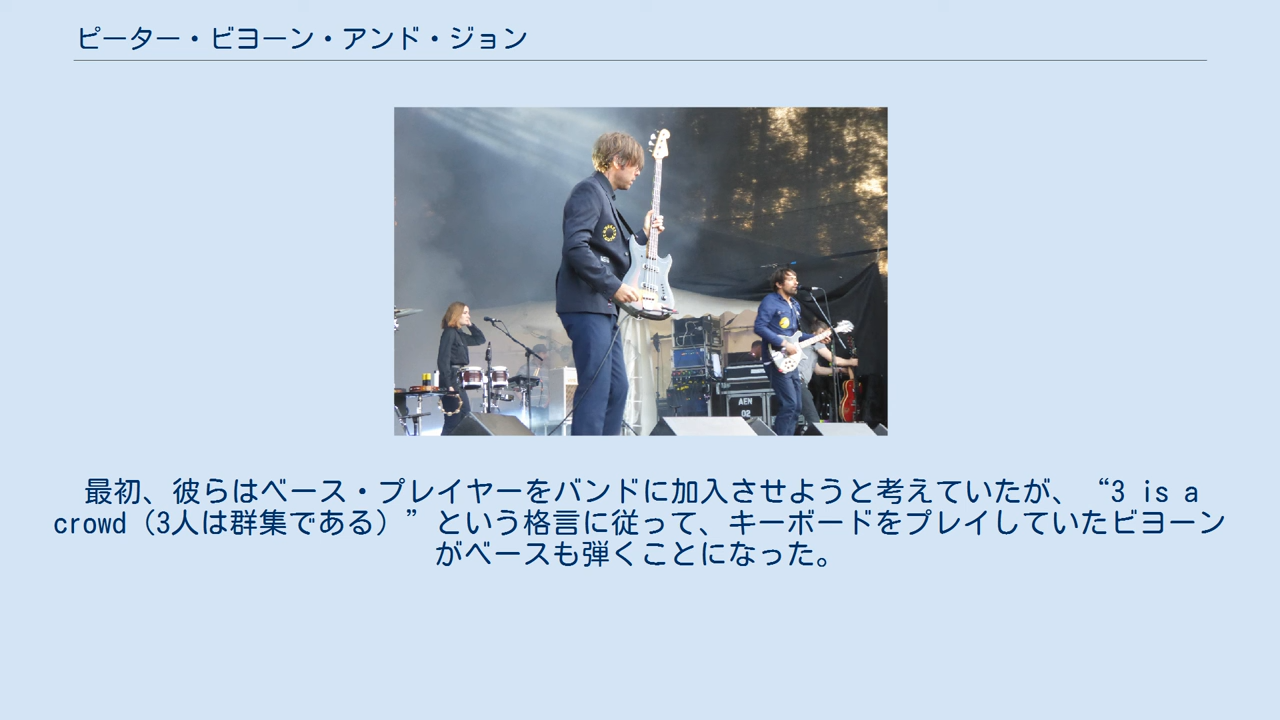 ピーター・ビヨーン・アンド・ジョン
AEN
02
最初、彼らはベース・プレイヤーをバンドに加入させようと考えていたが、“3 is a
crowd（3人は群集である）”という格言に従って、キーボードをプレイしていたビヨーン
がベースも弾くことになった。